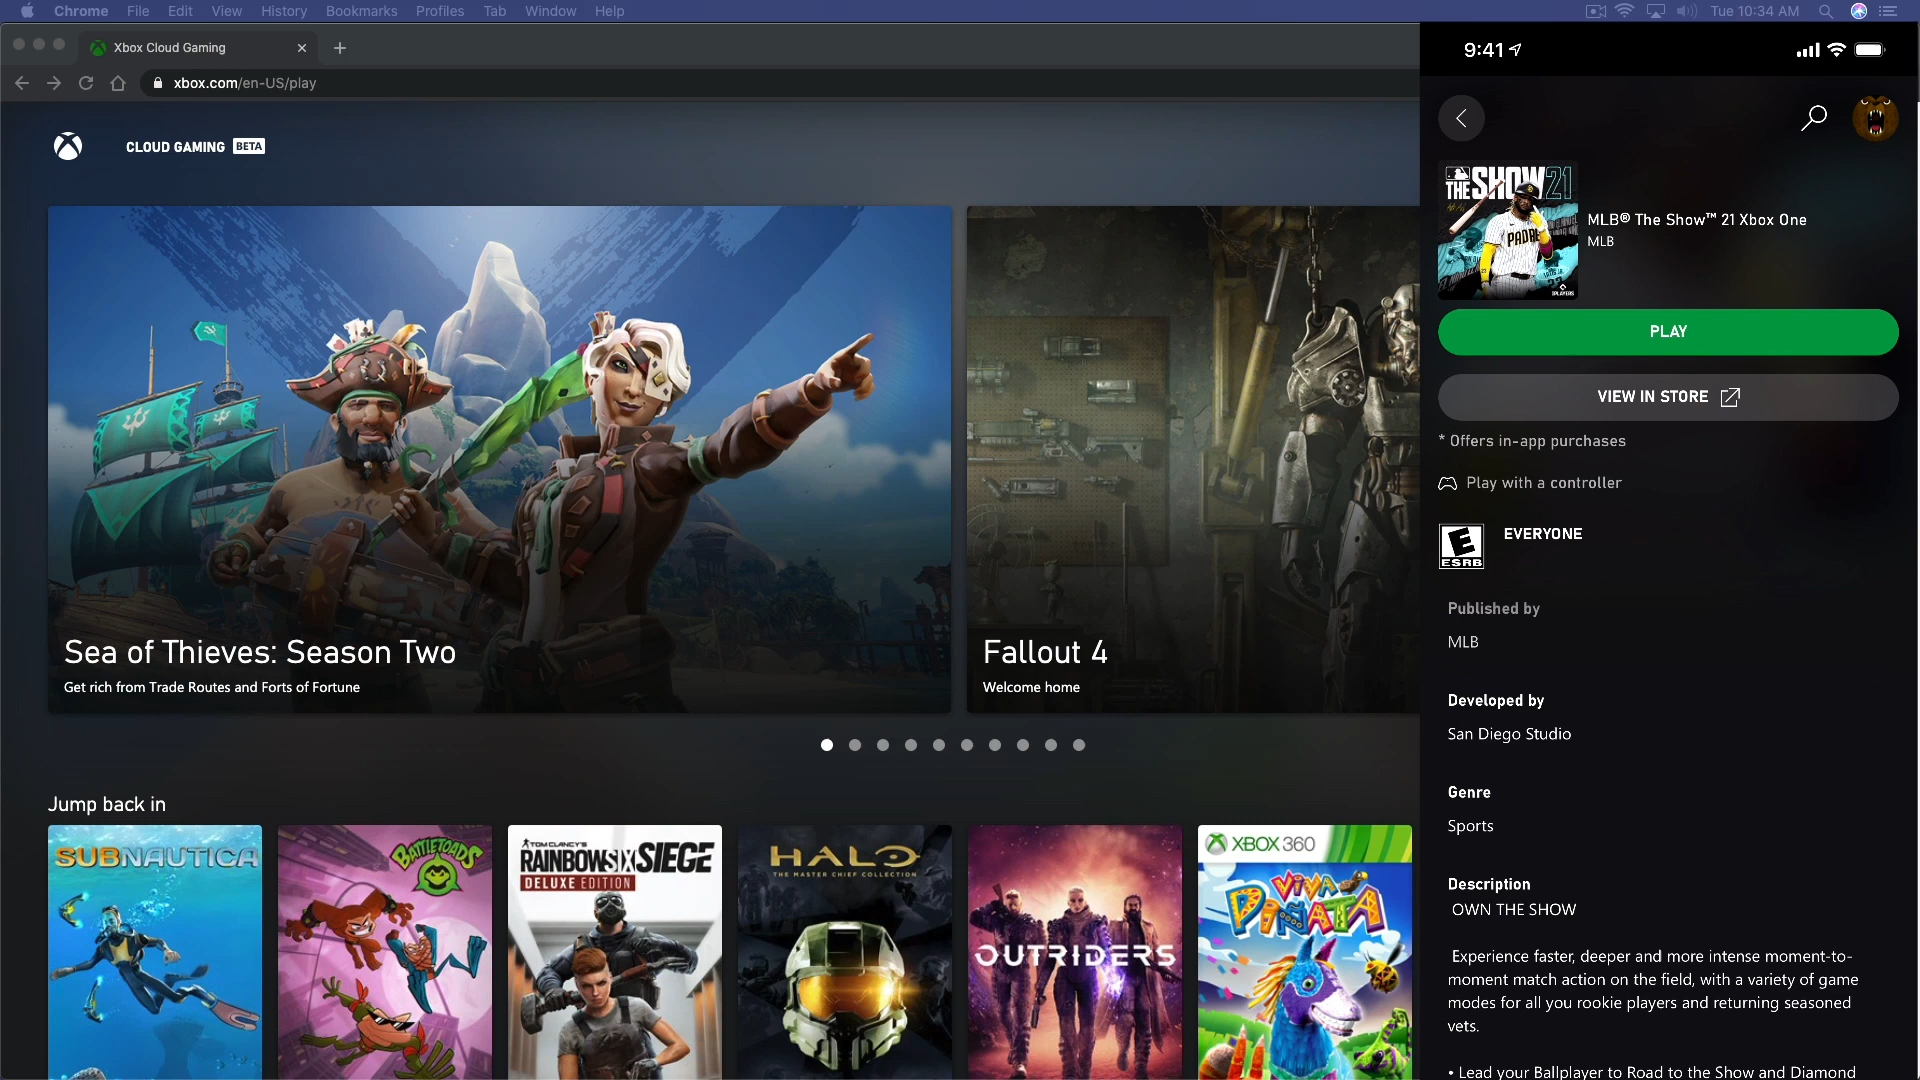 Chrome File Edit View History Bookmarks Profiles Tab Window Help
Tue 10:34 AM
Xbox Cloud Gaming
xbox.com/en-US/play
CLOUD GAMING BETA
Sea of Thieves: Season Two
Get rich from Trade Routes and Forts of Fortune
Fallout 4
Welcome home
Jump back in
SUBNAUTICA
BATTLETOADS
TOM CLANCY'S
RAINBOW SIX SIEGE
DELUXE EDITION
HALO
THE MASTER CHIEF COLLECTION
OUTRIDERS
XBOX 360
VIVA
PIÑATA
9:41
THE SHOW 21
PADRES
MLB® The Show™ 21 Xbox One
MLB
PLAY
VIEW IN STORE
* Offers in-app purchases
Play with a controller
E
ESRB
EVERYONE
Published by
MLB
Developed by
San Diego Studio
Genre
Sports
Description
OWN THE SHOW
Experience faster, deeper and more intense moment-to-
moment match action on the field, with a variety of game
modes for all you rookie players and returning seasoned
vets.
• Lead your Ballplayer to Road to the Show and Diamond